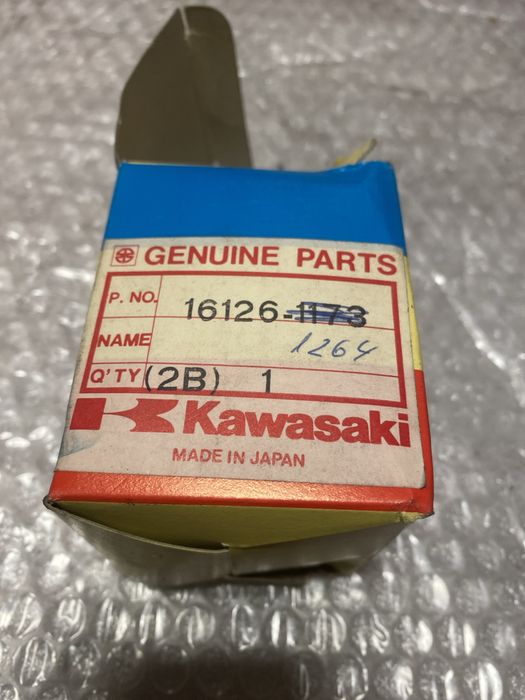 GENUINE PARTS
P. NO. 16126-1173
NAME 1264
Q'TY (2B) 1
Kawasaki
MADE IN JAPAN